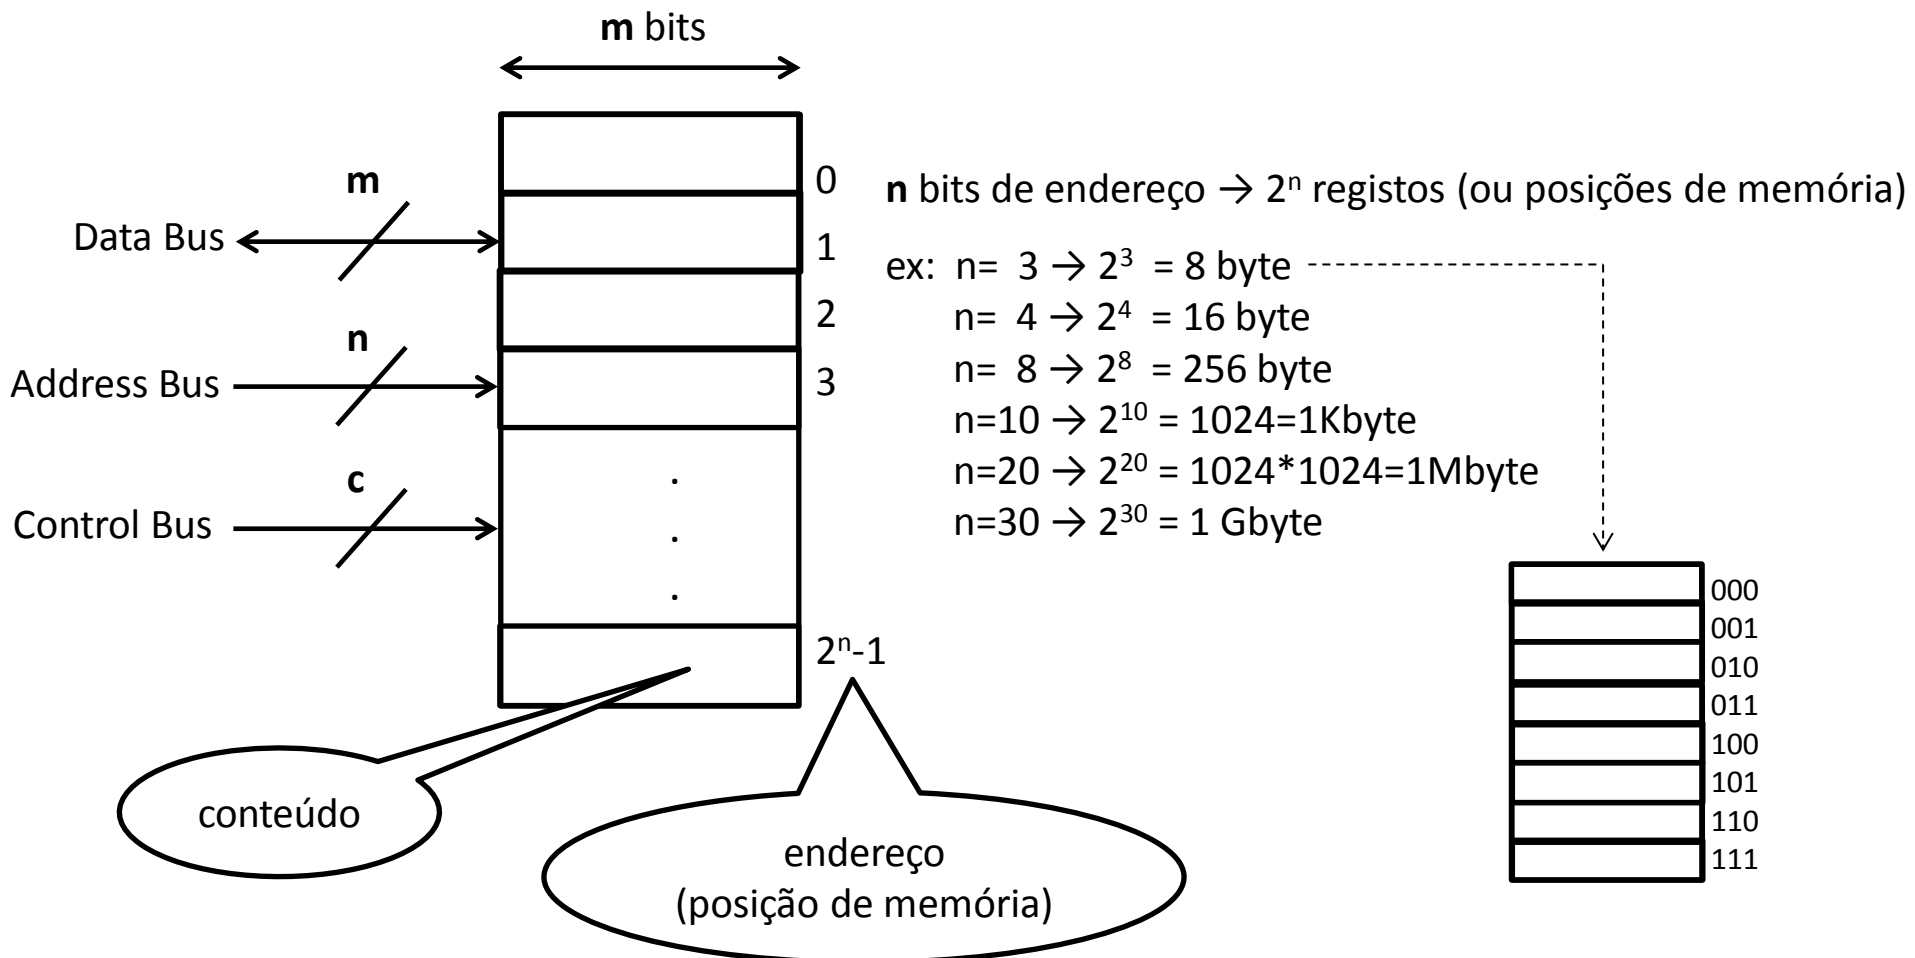 m bits
m
Data Bus
n
Address Bus
c
Control Bus
0
1
2
3
.
.
.
2ⁿ-1
n bits de endereço → 2ⁿ registos (ou posições de memória)
ex: n= 3 → 2³ = 8 byte
n= 4 → 2⁴ = 16 byte
n= 8 → 2⁸ = 256 byte
n=10 → 2¹⁰ = 1024=1Kbyte
n=20 → 2²⁰ = 1024*1024=1Mbyte
n=30 → 2³⁰ = 1 Gbyte
000
001
010
011
100
101
110
111
conteúdo
endereço
(posição de memória)